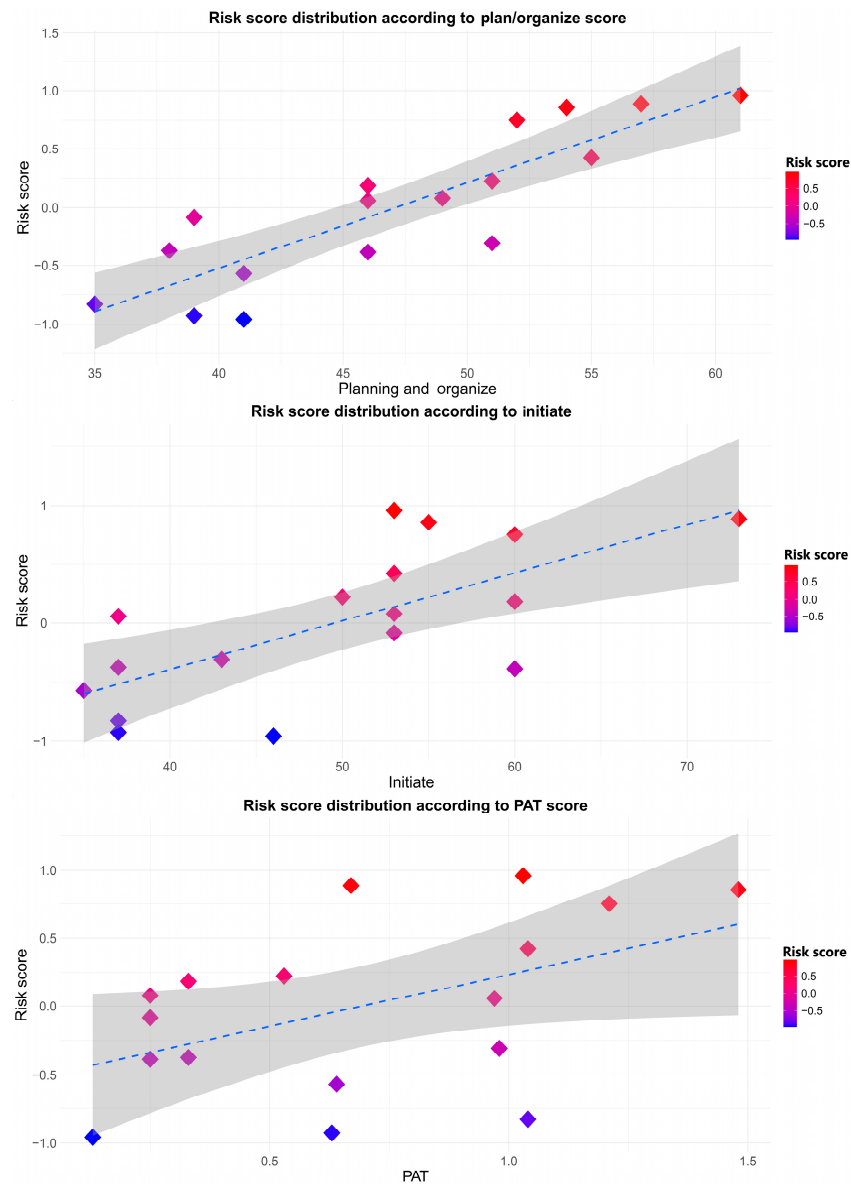 Risk score distribution according to plan/organize score
1.5
1.0
0.5
0.0
−0.5
−1.0
Risk score
35 40 45 50 55 60
Planning and organize
Risk score
0.5
0.0
−0.5
Risk score distribution according to initiate
1
0
−1
Risk score
40 50 60 70
Initiate
Risk score
0.5
0.0
−0.5
Risk score distribution according to PAT score
1.0
0.5
0.0
−0.5
−1.0
Risk score
0.5 1.0 1.5
PAT
Risk score
0.5
0.0
−0.5